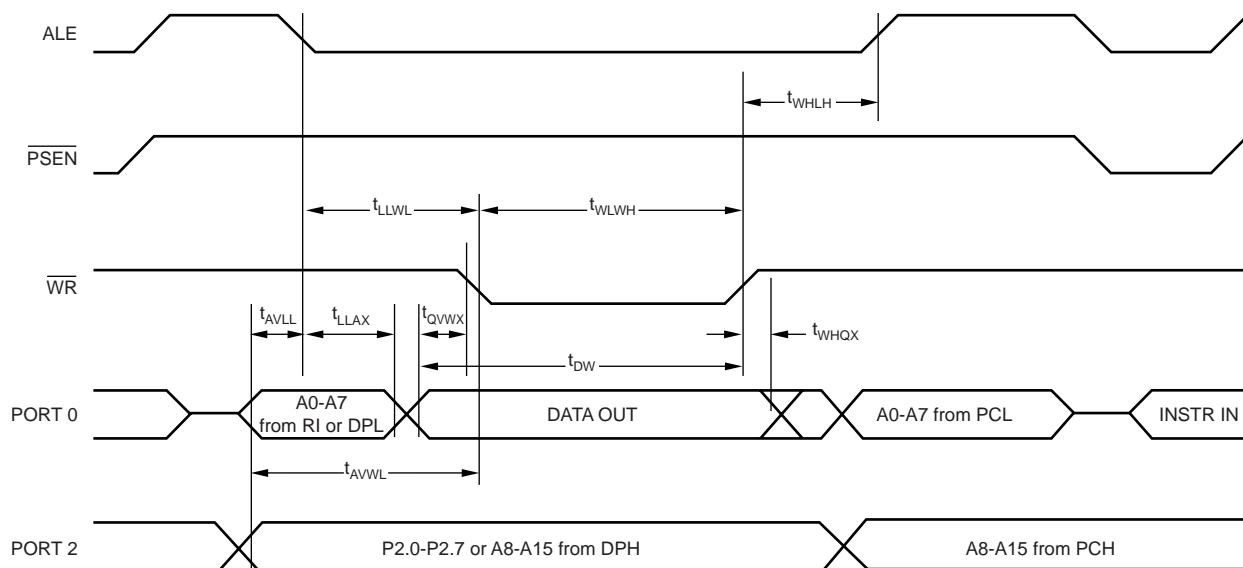 ALE
tWHLH
PSEN
tLLWL
tWLWH
WR
tAVLL
tLLAX
tQVWX
tWHQX
tDW
PORT 0
A0-A7
from RI or DPL
DATA OUT
A0-A7 from PCL
INSTR IN
tAVWL
PORT 2
P2.0-P2.7 or A8-A15 from DPH
A8-A15 from PCH